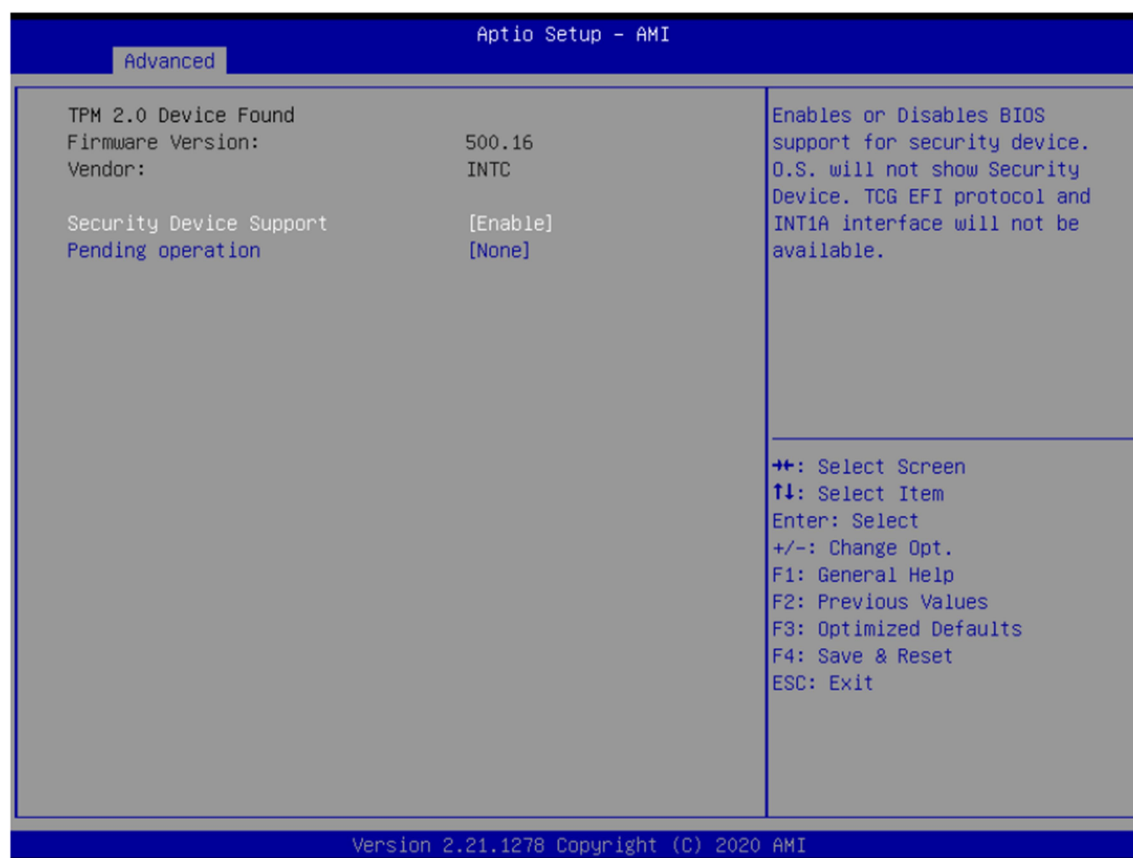 Aptio Setup - AMI
Advanced
TPM 2.0 Device Found
Firmware Version: 500.16
Vendor: INTC
Security Device Support [Enable]
Pending operation [None]
Enables or Disables BIOS
support for security device.
O.S. will not show Security
Device. TCG EFI protocol and
INT1A interface will not be
available.
→←: Select Screen
↑↓: Select Item
Enter: Select
+/-: Change Opt.
F1: General Help
F2: Previous Values
F3: Optimized Defaults
F4: Save & Reset
ESC: Exit
Version 2.21.1278 Copyright (C) 2020 AMI